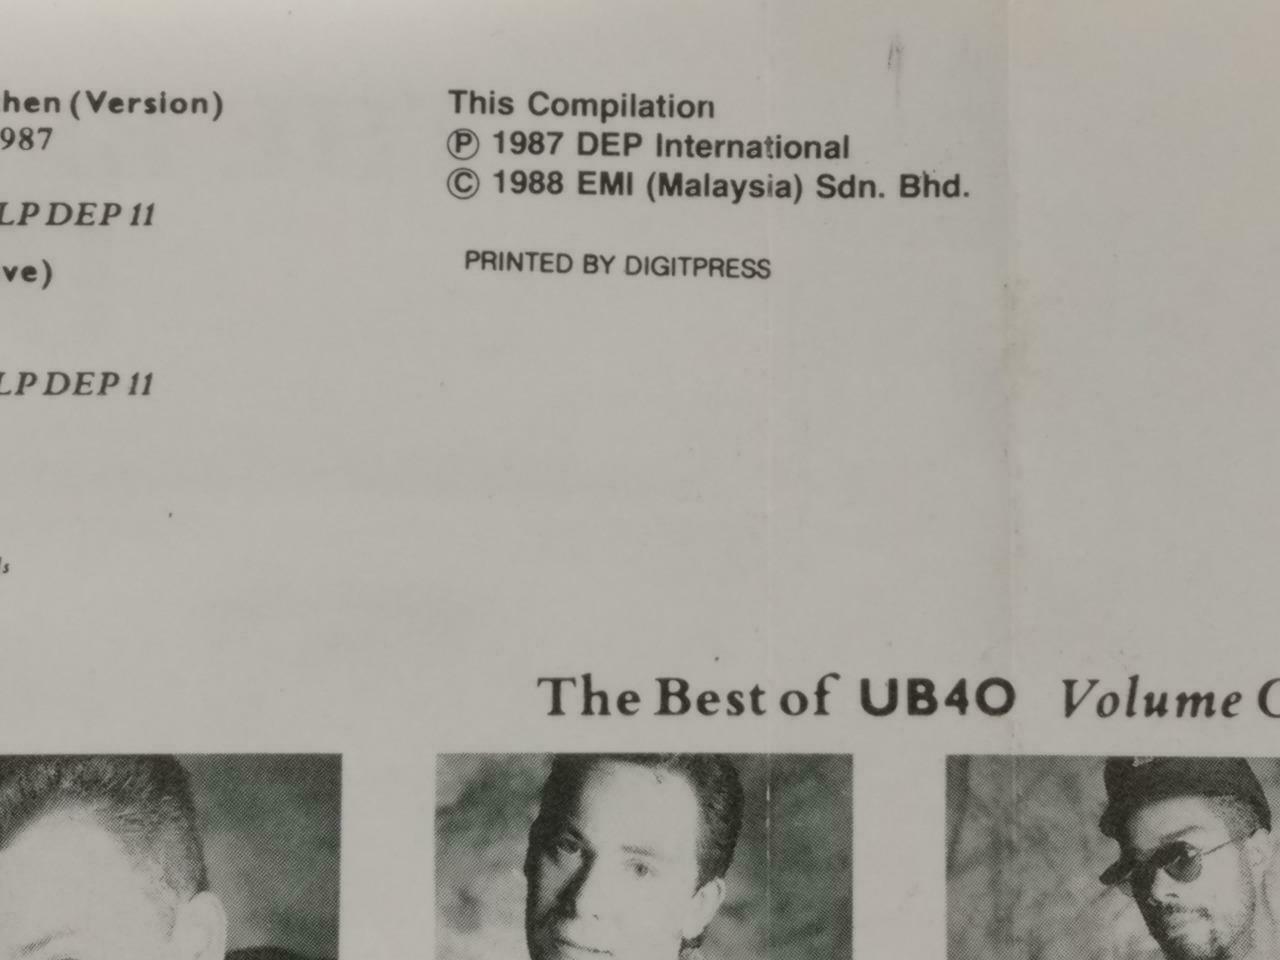 hen (Version)
987
LP DEP 11
ve)
LP DEP 11
This Compilation
Ⓟ 1987 DEP International
© 1988 EMI (Malaysia) Sdn. Bhd.
PRINTED BY DIGITPRESS
The Best of UB40 Volume